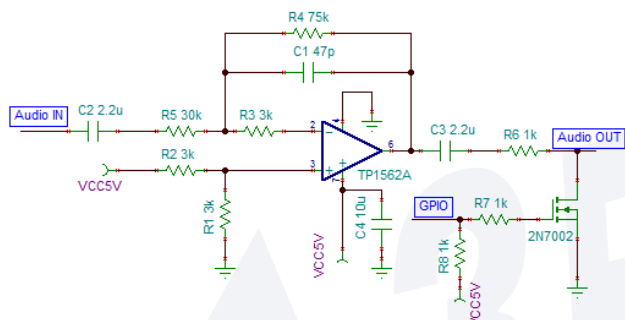 R4 75k
C1 47p
Audio IN
C2 2.2u
R5 30k
R3 3k
2
4
6
C3 2.2u
R6 1k
Audio OUT
VCC5V
R2 3k
3
7
TP1562A
R1 3k
VCC5V
C4 10u
GPIO
R7 1k
2N7002
R8 1k
VCC5V